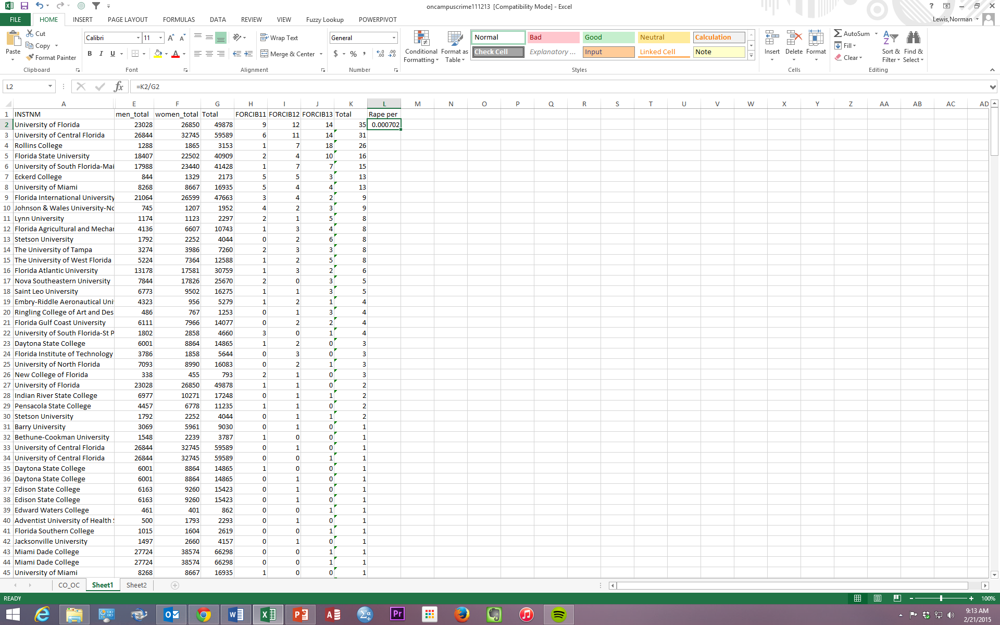 oncampuscrime111213 [Compatibility Mode] - Excel
Lewis,Norman
FILE HOME INSERT PAGE LAYOUT FORMULAS DATA REVIEW VIEW Fuzzy Lookup POWERPIVOT
Paste
Cut
Copy
Format Painter
Calibri 11
B I U
Wrap Text
Merge & Center
General
$ % ,
Conditional Formatting
Format as Table
Normal Bad Good Neutral Calculation
Check Cell Explanatory ... Input Linked Cell Note
Insert Delete Format
AutoSum
Fill
Clear
Sort & Filter
Find & Select
Clipboard Font Alignment Number Styles Cells Editing
L2 fx =K2/G2
A E F G H I J K L M N O P Q R S T U V W X Y Z AA AB AC AD
1 INSTNM men_total women_total Total FORCIB11 FORCIB12 FORCIB13 Total Rape per
2 University of Florida 23028 26850 49878 9 12 14 35 0.000702
3 University of Central Florida 26844 32745 59589 6 11 14 31
4 Rollins College 1288 1865 3153 1 7 18 26
5 Florida State University 18407 22502 40909 2 4 10 16
6 University of South Florida-Mai 17988 23440 41428 1 7 7 15
7 Eckerd College 844 1329 2173 5 5 3 13
8 University of Miami 8268 8667 16935 5 4 4 13
9 Florida International University 21064 26599 47663 3 4 2 9
10 Johnson & Wales University-No 745 1207 1952 4 2 3 9
11 Lynn University 1174 1123 2297 2 1 5 8
12 Florida Agricultural and Mechar 4136 6607 10743 1 3 4 8
13 Stetson University 1792 2252 4044 0 2 6 8
14 The University of Tampa 3274 3986 7260 2 3 3 8
15 The University of West Florida 5224 7364 12588 1 2 5 8
16 Florida Atlantic University 13178 17581 30759 1 3 2 6
17 Nova Southeastern University 7844 17826 25670 2 0 3 5
18 Saint Leo University 6773 9502 16275 1 1 3 5
19 Embry-Riddle Aeronautical Uni 4323 956 5279 1 2 1 4
20 Ringling College of Art and Des 486 767 1253 0 1 3 4
21 Florida Gulf Coast University 6111 7966 14077 0 2 2 4
22 University of South Florida-St P 1802 2858 4660 3 0 1 4
23 Daytona State College 6001 8864 14865 1 2 0 3
24 Florida Institute of Technology 3786 1858 5644 0 3 0 3
25 University of North Florida 7093 8990 16083 0 2 1 3
26 New College of Florida 338 455 793 2 1 0 3
27 University of Florida 23028 26850 49878 1 1 0 2
28 Indian River State College 6977 10271 17248 0 1 1 2
29 Pensacola State College 4457 6778 11235 1 1 0 2
30 Stetson University 1792 2252 4044 0 1 1 2
31 Barry University 3069 5961 9030 0 1 0 1
32 Bethune-Cookman University 1548 2239 3787 1 0 0 1
33 University of Central Florida 26844 32745 59589 0 1 0 1
34 University of Central Florida 26844 32745 59589 0 0 1 1
35 Daytona State College 6001 8864 14865 1 0 0 1
36 Daytona State College 6001 8864 14865 0 1 0 1
37 Edison State College 6163 9260 15423 0 1 0 1
38 Edison State College 6163 9260 15423 0 1 0 1
39 Edward Waters College 461 401 862 0 0 1 1
40 Adventist University of Health 500 1793 2293 0 1 0 1
41 Florida Southern College 1015 1604 2619 0 0 1 1
42 Jacksonville University 1497 2660 4157 0 1 0 1
43 Miami Dade College 27724 38574 66298 0 0 1 1
44 Miami Dade College 27724 38574 66298 0 0 1 1
45 University of Miami 8268 8667 16935 1 0 0 1
CO_OC Sheet1 Sheet2
READY 100%
9:13 AM
2/21/2015